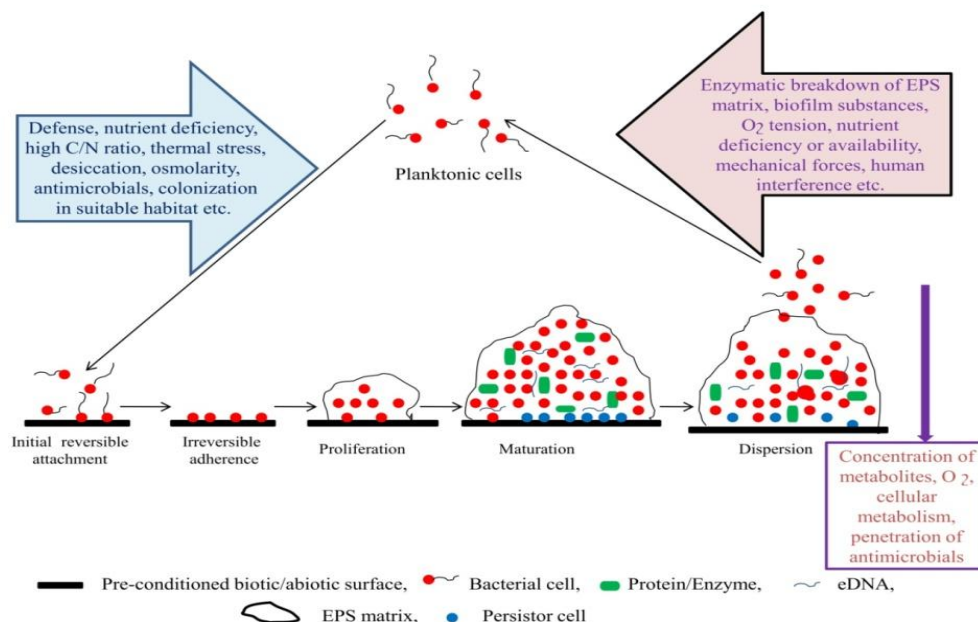 Defense, nutrient deficiency,
high C/N ratio, thermal stress,
desiccation, osmolarity,
antimicrobials, colonization
in suitable habitat etc.
Planktonic cells
Enzymatic breakdown of EPS
matrix, biofilm substances,
O2 tension, nutrient
deficiency or availability,
mechanical forces, human
interference etc.
Initial reversible
attachment
Irreversible
adherence
Proliferation
Maturation
Dispersion
Concentration of
metabolites, O 2,
cellular
metabolism,
penetration of
antimicrobials
Pre-conditioned biotic/abiotic surface, Bacterial cell, Protein/Enzyme, eDNA,
EPS matrix, Persistor cell